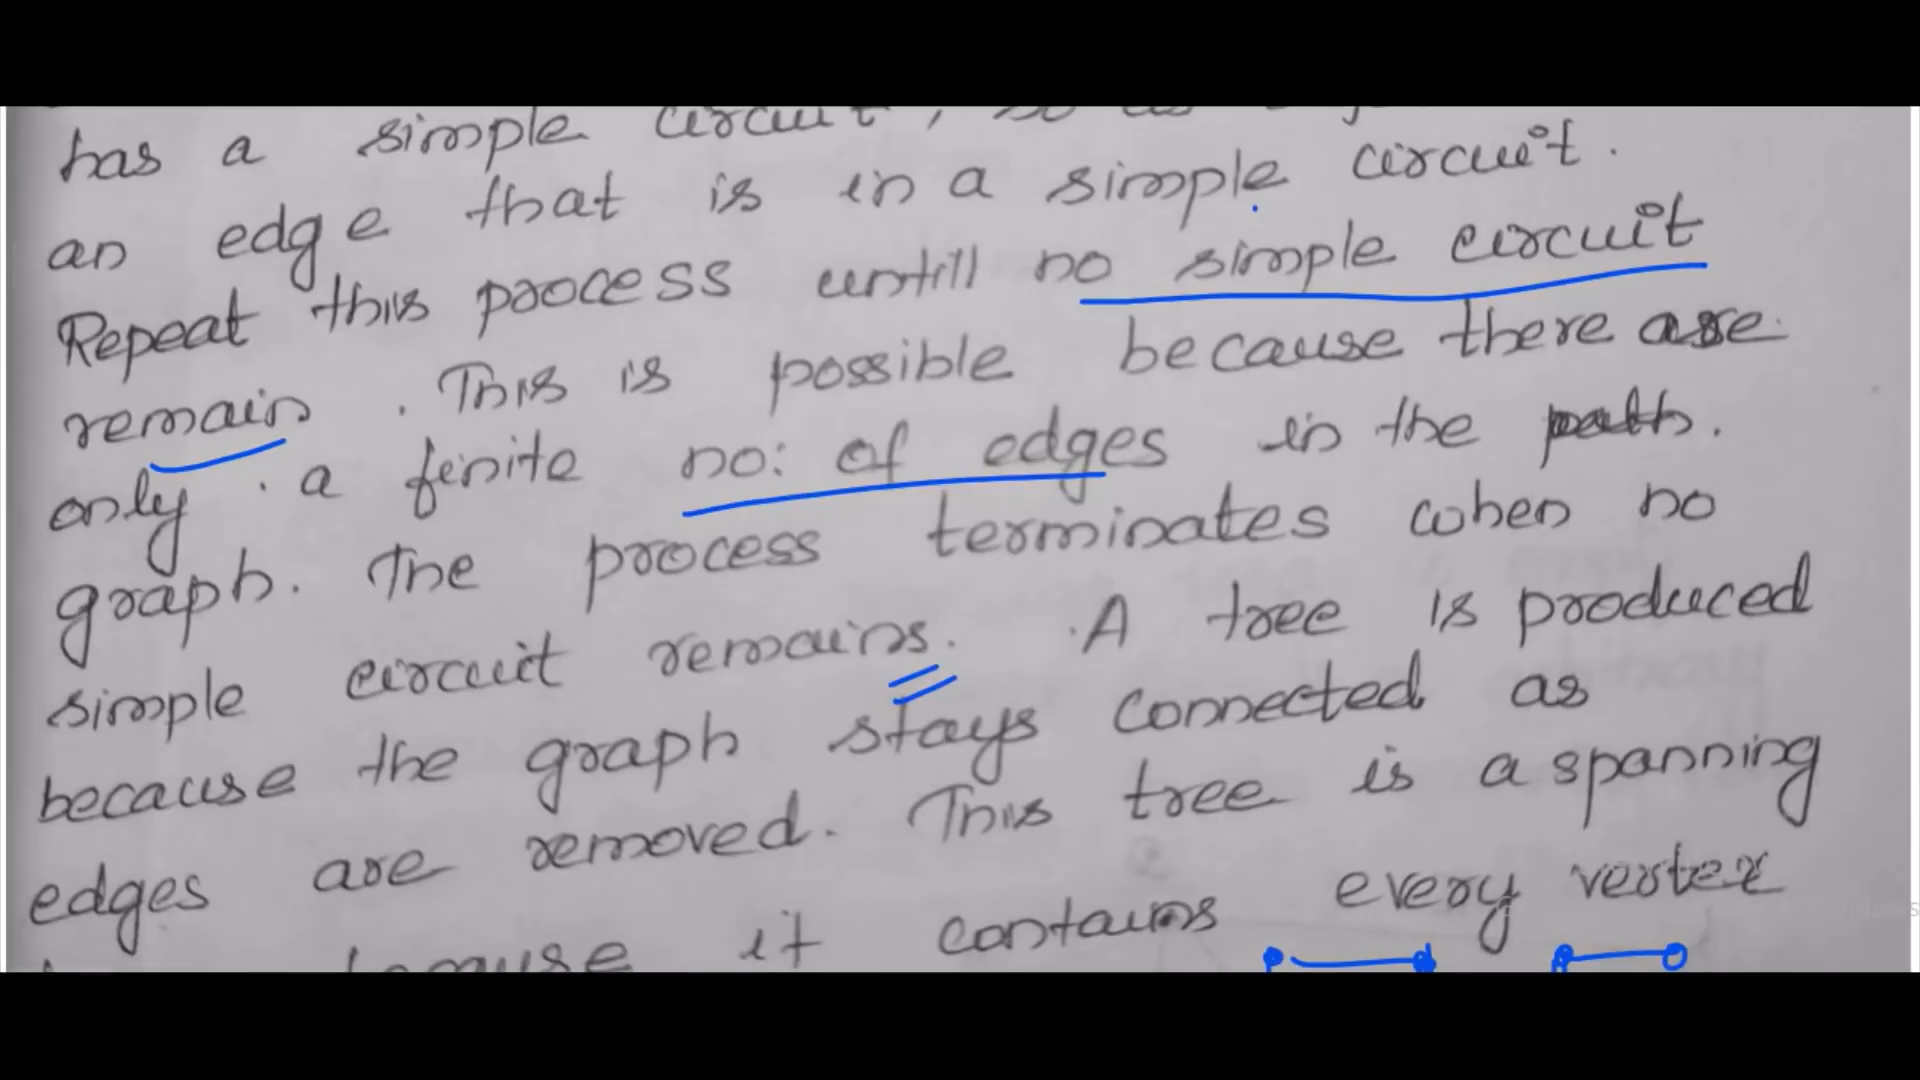 has a simple circuit,
an edge that is in a simple circuit.
Repeat this process untill no simple circuit
remain. This is possible because there are
only a finite no: of edges in the
graph. The process terminates when no
simple circuit remains. A tree is produced
because the graph stays connected as
edges are removed. This tree is a spanning
because it contains every vertex